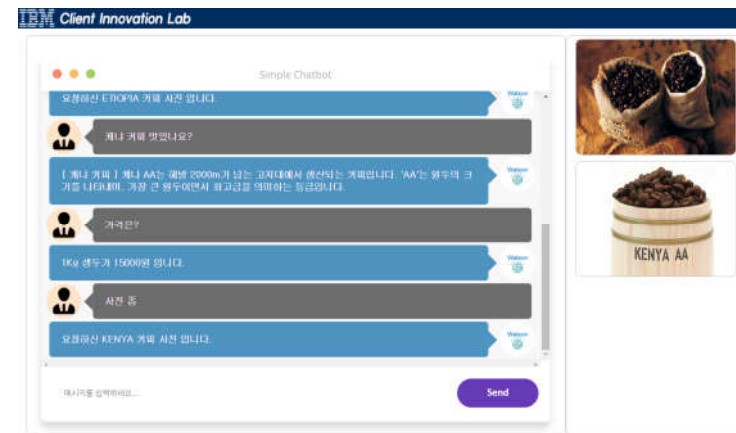 IBM Client Innovation Lab
Simple Chatbot
요청하신 ETIOPIA 커피 사진 입니다.
Watson
케냐 커피 맛있나요?
[ 케냐 커피 ] 케냐 AA는 해발 2000m가 넘는 고지대에서 생산되는 커피입니다. 'AA'는 원두의 크
기를 나타내며, 가장 큰 원두이면서 최고급을 의미하는 등급입니다.
Watson
가격은?
1Kg 생두가 15000원 입니다.
Watson
사진 좀
요청하신 KENYA 커피 사진 입니다.
Watson
메시지를 입력하세요...
Send
KENYA AA